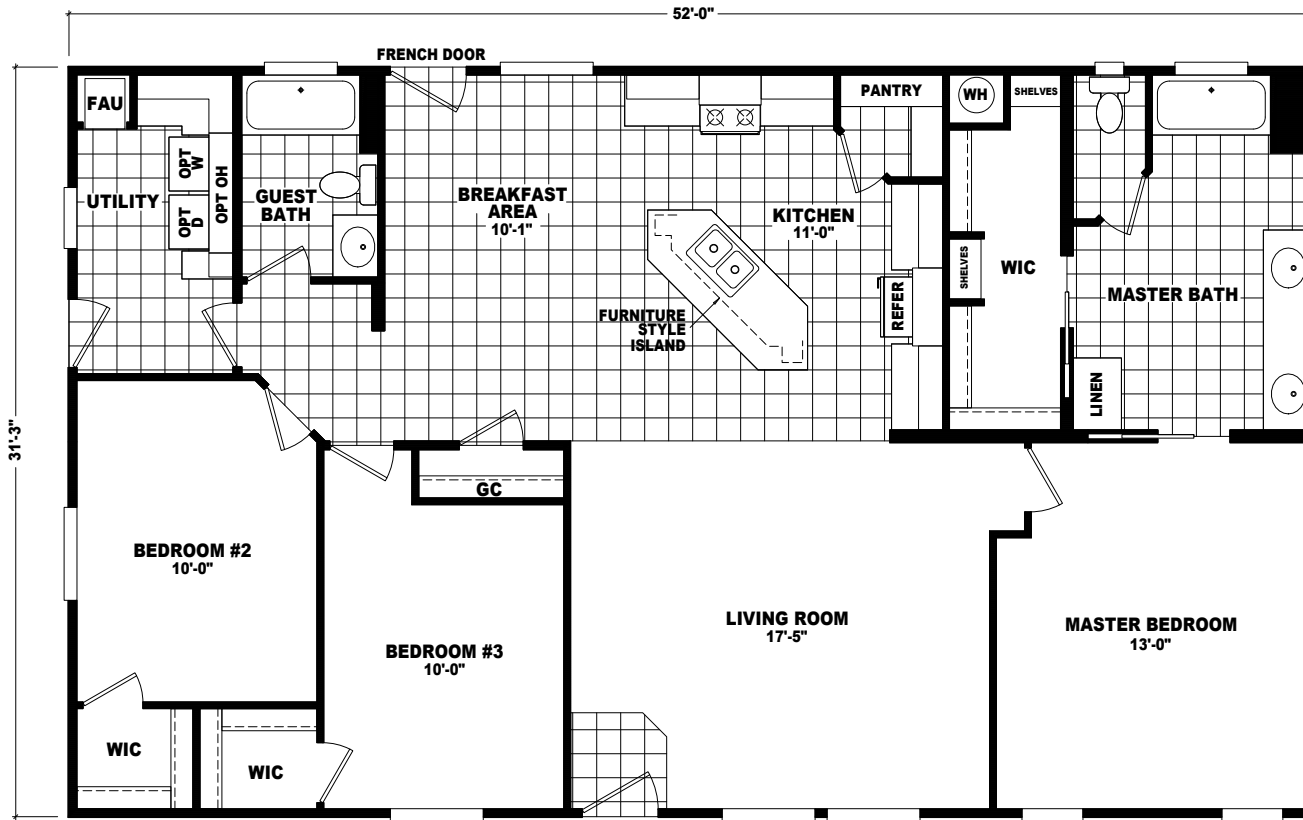 52'-0"
FRENCH DOOR
FAU
PANTRY
WH
SHELVES
OPT W
OPT D
OPT OH
UTILITY
GUEST
BATH
BREAKFAST
AREA
10'-1"
KITCHEN
11'-0"
SHELVES
WIC
MASTER BATH
REFER
FURNITURE
STYLE
ISLAND
LINEN
31'-3"
GC
BEDROOM #2
10'-0"
BEDROOM #3
10'-0"
LIVING ROOM
17'-5"
MASTER BEDROOM
13'-0"
WIC
WIC